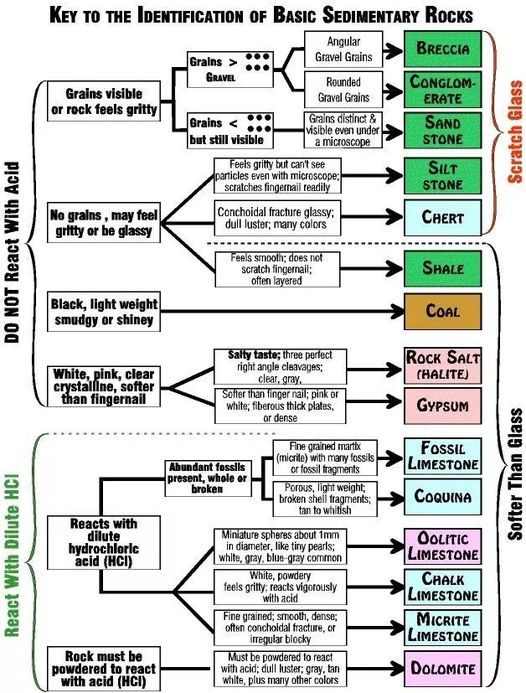 KEY TO THE IDENTIFICATION OF BASIC SEDIMENTARY ROCKS
DO NOT React With Acid
Grains visible
or rock feels gritty
Grains >
GRAVEL
Angular
Gravel Grains
BRECCIA
Rounded
Gravel Grains
CONGLOM-
ERATE
Grains <
but still visible
Grains distinct &
visible even under
a microscope
SAND
STONE
Scratch Glass
No grains , may feel
gritty or be glassy
Feels gritty but can't see
particles even with microscope;
scratches fingernail readily
SILT
STONE
Conchoidal fracture glassy;
dull luster; many colors
CHERT
Feels smooth; does not
scratch fingernail;
often layered
SHALE
Black, light weight
smudgy or shiney
COAL
White, pink, clear
crystalline, softer
than fingernail
Salty taste; three perfect
right angle cleavages;
clear, gray,
ROCK SALT
(HALITE)
Softer than finger nail; pink or
white; fiberous thick plates,
or dense
GYPSUM
Softer Than Glass
React With Dilute HCl
Reacts with
dilute
hydrochloric
acid (HCl)
Abundant fossils
present, whole or
broken
Fine grained martix
(micrite) with many fossils
or fossil fragments
FOSSIL
LIMESTONE
Porous, light weight;
broken shell fragments;
tan to whitish
COQUINA
Miniature spheres about 1mm
in diameter, like tiny pearls;
white, gray, blue-gray common
OOLITIC
LIMESTONE
White, powdery
feels gritty; reacts vigorously
with acid
CHALK
LIMESTONE
Fine grained; smooth, dense;
often conchoidal fracture, or
irregular blocky
MICRITE
LIMESTONE
Rock must be
powdered to react
with acid (HCl)
Must be powdered to react
with acid; dull luster; gray, tan
white, plus many other colors
DOLOMITE